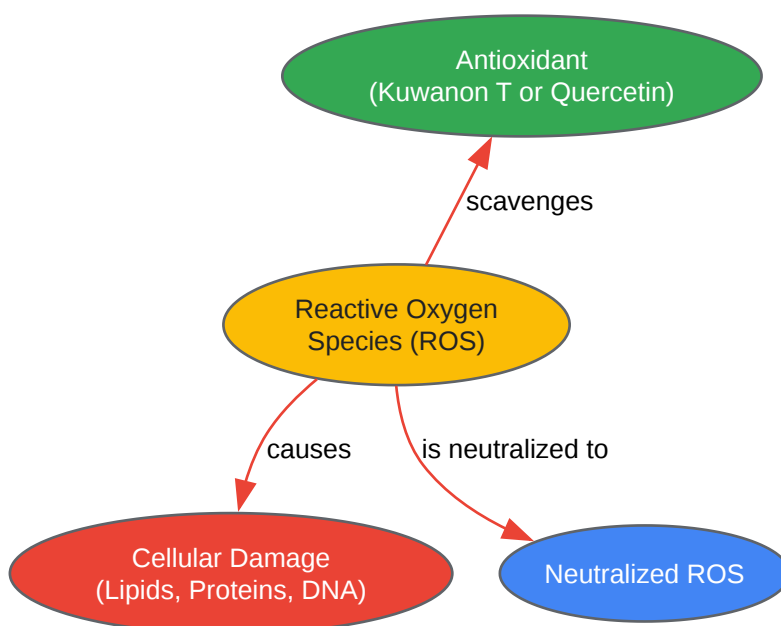 Antioxidant
(Kuwanon T or Quercetin)
scavenges
Reactive Oxygen
Species (ROS)
causes
is neutralized to
Cellular Damage
(Lipids, Proteins, DNA)
Neutralized ROS